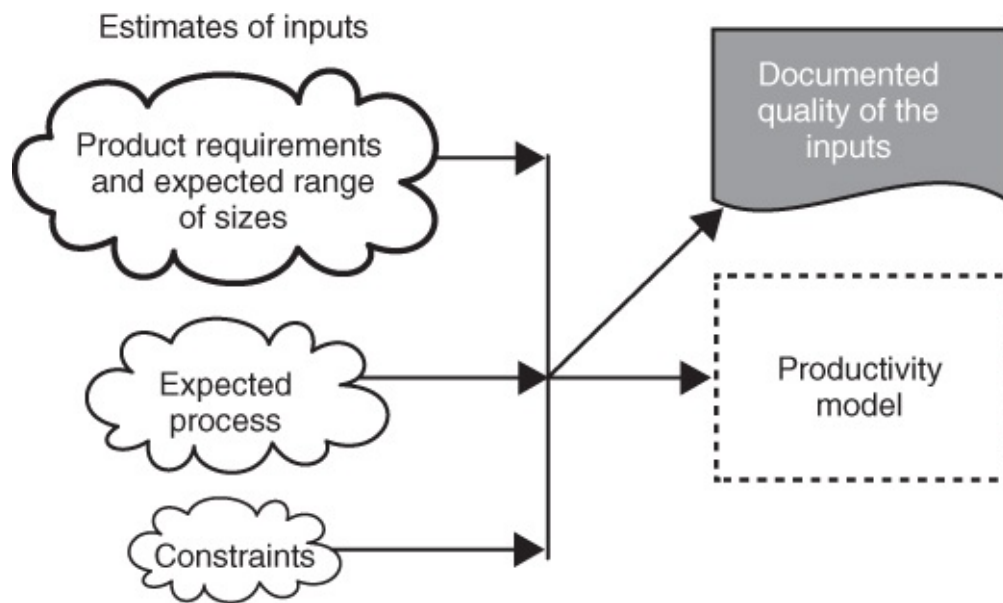 Estimates of inputs
Product requirements
and expected range
of sizes
Expected
process
Constraints
Documented
quality of the
inputs
Productivity
model